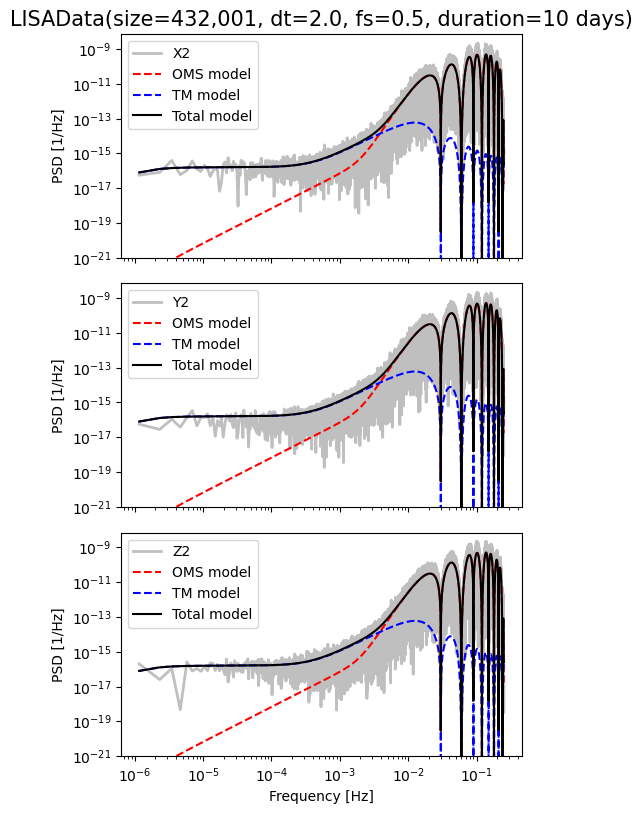 LISAData(size=432,001, dt=2.0, fs=0.5, duration=10 days)
X2
OMS model
TM model
Total model
PSD [1/Hz]
10⁻⁹
10⁻¹¹
10⁻¹³
10⁻¹⁵
10⁻¹⁷
10⁻¹⁹
10⁻²¹
Y2
OMS model
TM model
Total model
PSD [1/Hz]
10⁻⁹
10⁻¹¹
10⁻¹³
10⁻¹⁵
10⁻¹⁷
10⁻¹⁹
10⁻²¹
Z2
OMS model
TM model
Total model
PSD [1/Hz]
10⁻⁹
10⁻¹¹
10⁻¹³
10⁻¹⁵
10⁻¹⁷
10⁻¹⁹
10⁻²¹
10⁻⁶ 10⁻⁵ 10⁻⁴ 10⁻³ 10⁻² 10⁻¹
Frequency [Hz]